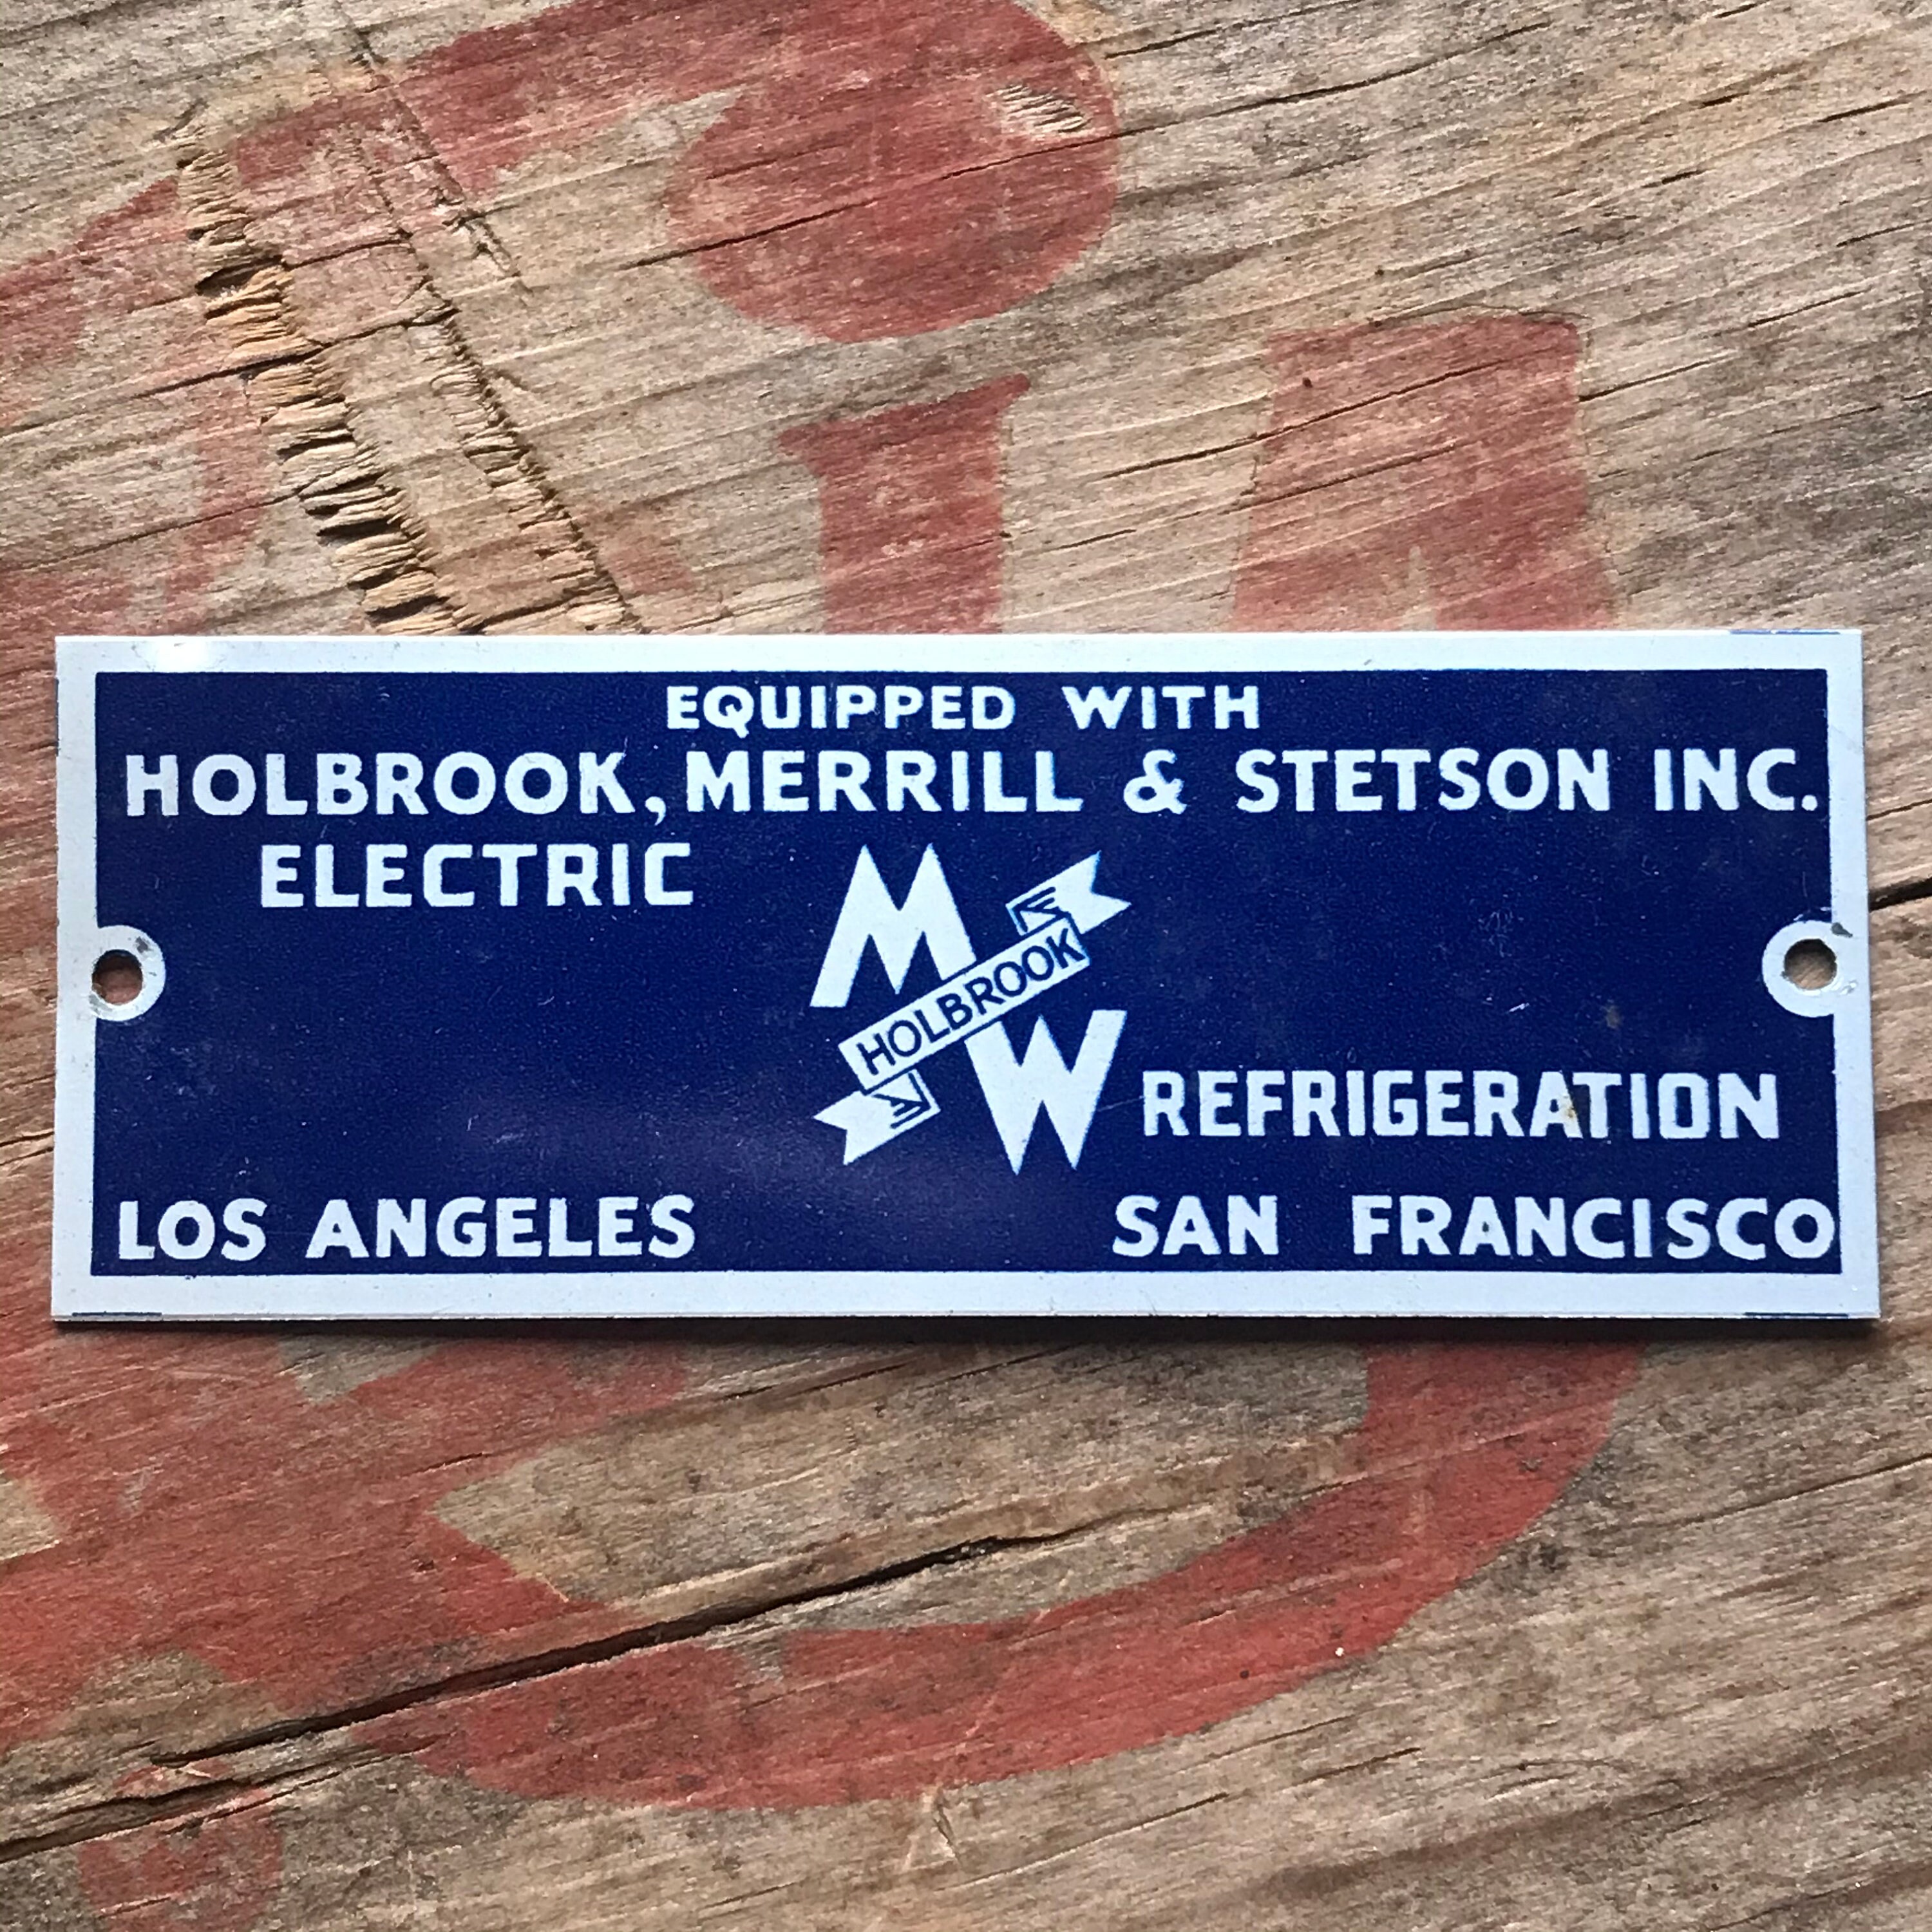 EQUIPPED WITH
HOLBROOK, MERRILL & STETSON INC.
ELECTRIC
M
HOLBROOK
W
REFRIGERATION
LOS ANGELES
SAN FRANCISCO